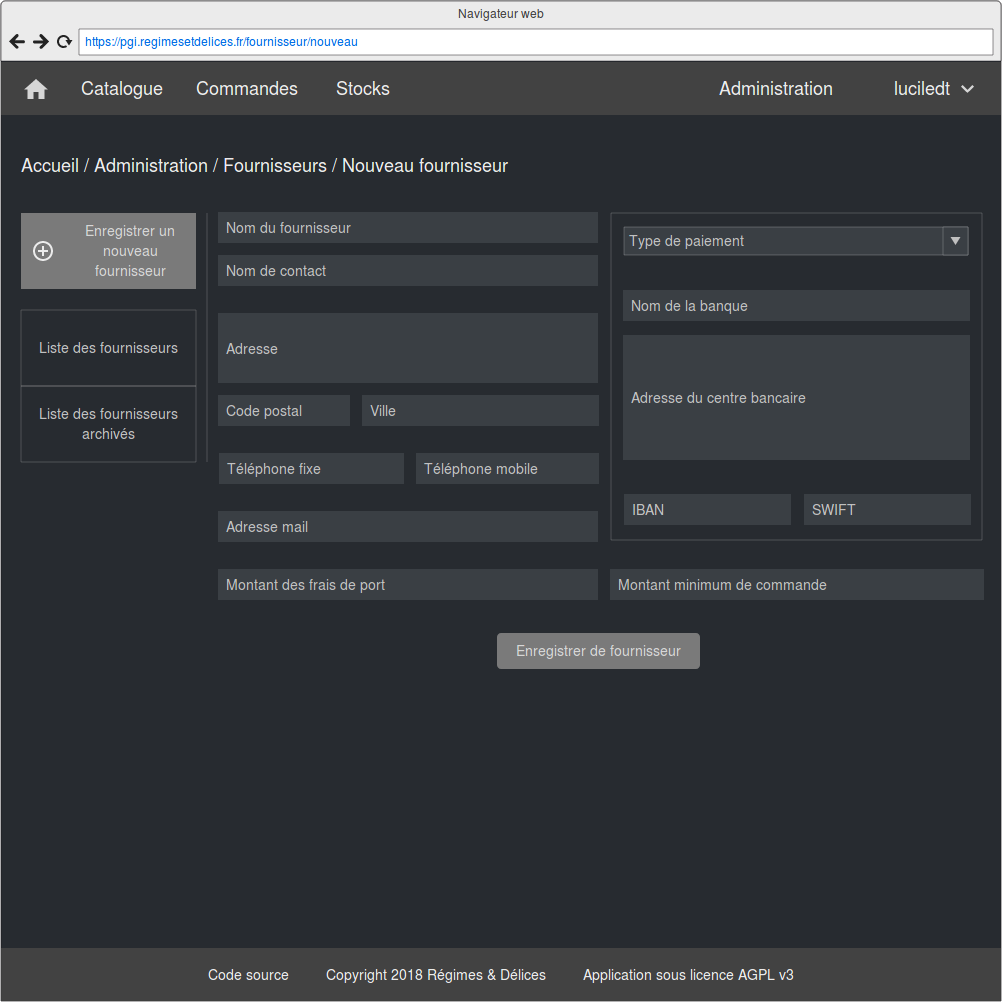 Navigateur web
https://pgi.regimesetdelices.fr/fournisseur/nouveau
Catalogue Commandes Stocks Administration luciledt
Accueil / Administration / Fournisseurs / Nouveau fournisseur
Enregistrer un
nouveau
fournisseur
Liste des fournisseurs
Liste des fournisseurs
archivés
Nom du fournisseur
Nom de contact
Adresse
Code postal Ville
Téléphone fixe Téléphone mobile
Adresse mail
Montant des frais de port
Type de paiement
Nom de la banque
Adresse du centre bancaire
IBAN SWIFT
Montant minimum de commande
Enregistrer de fournisseur
Code source Copyright 2018 Régimes & Délices Application sous licence AGPL v3